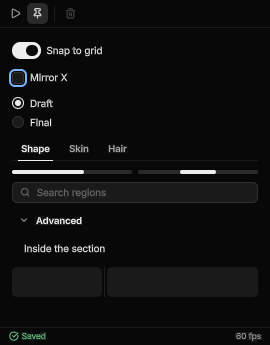 Snap to grid
Mirror X
Draft
Final
Shape Skin Hair
Search regions
Advanced
Inside the section
Saved 60 fps